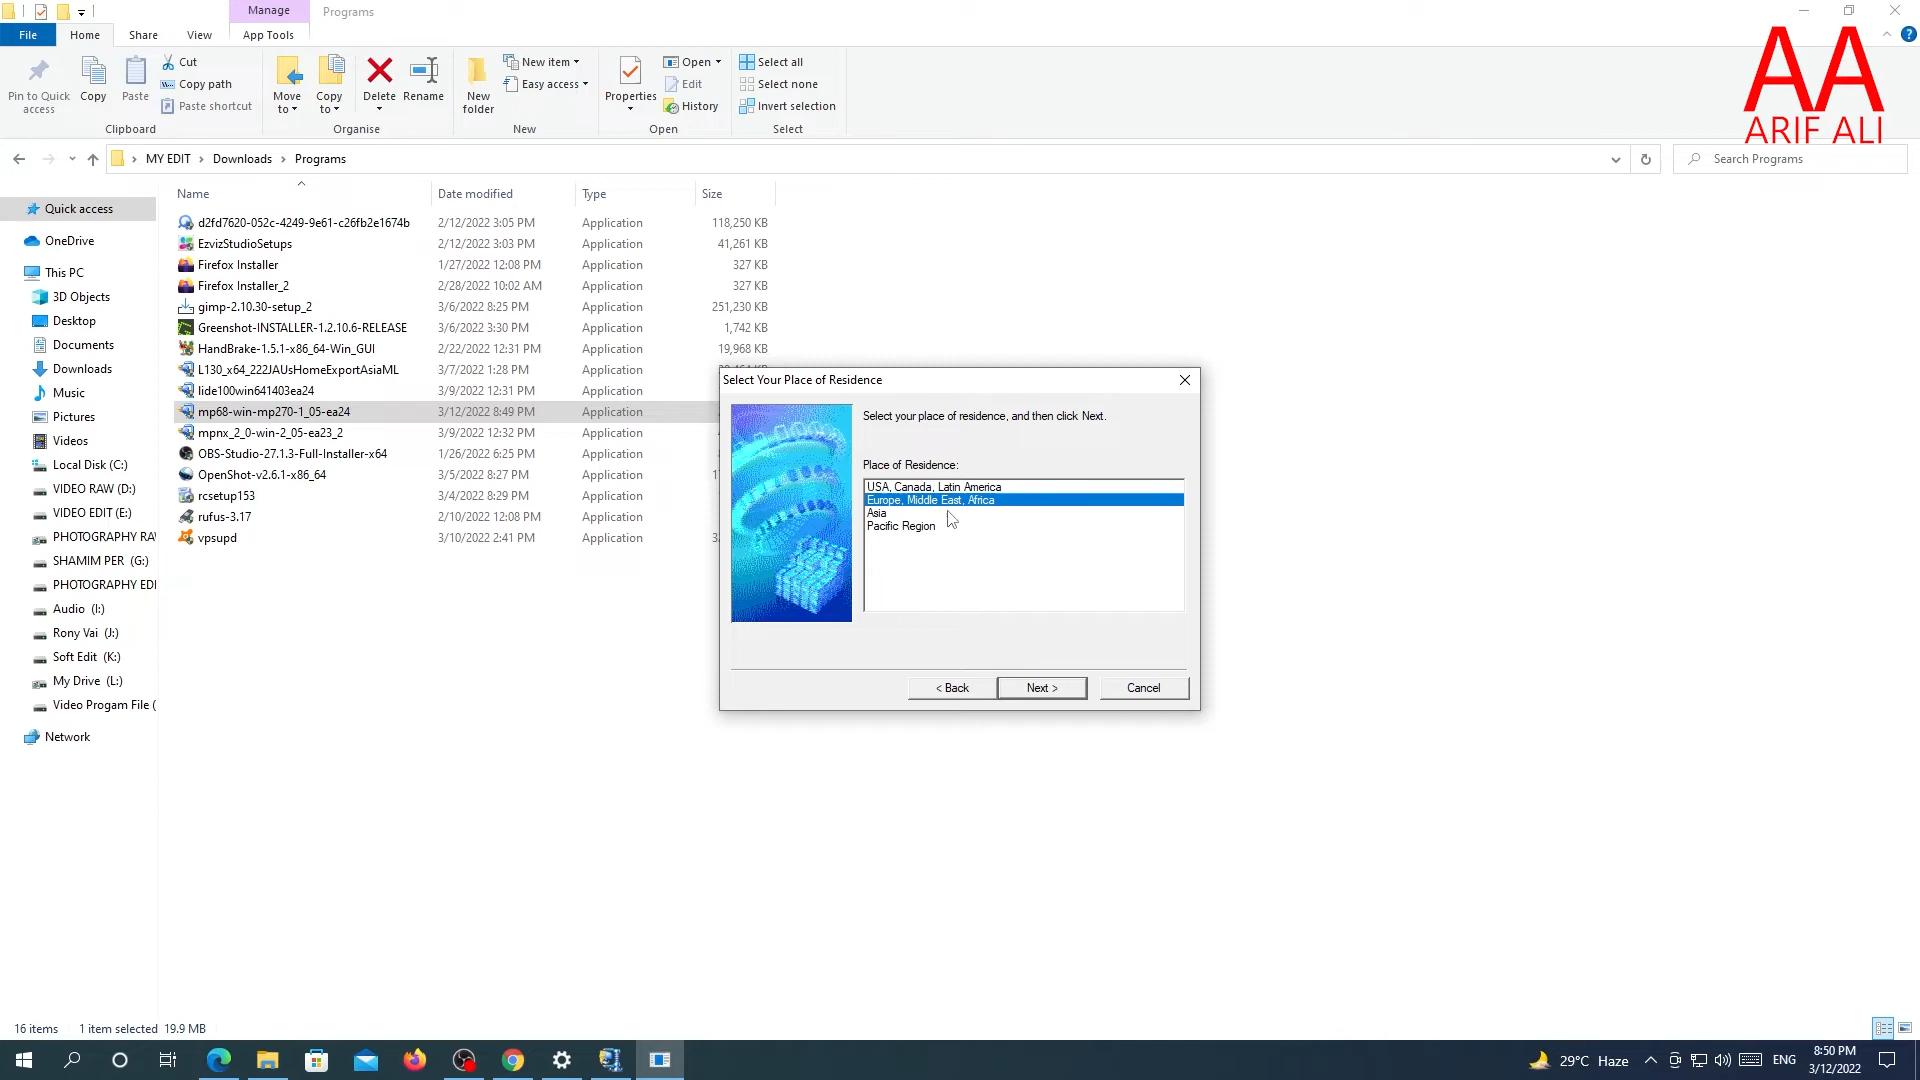 Manage
Programs
File
Home
Share
View
App Tools
Pin to Quick access
Copy
Paste
Cut
Copy path
Paste shortcut
Clipboard
Move to
Copy to
Delete
Rename
Organise
New folder
New item
Easy access
New
Properties
Open
Edit
History
Open
Select all
Select none
Invert selection
Select
AA
ARIF ALI
MY EDIT > Downloads > Programs
Search Programs
Name
Date modified
Type
Size
Quick access
OneDrive
This PC
3D Objects
Desktop
Documents
Downloads
Music
Pictures
Videos
Local Disk (C:)
VIDEO RAW (D:)
VIDEO EDIT (E:)
PHOTOGRAPHY RA
SHAMIM PER (G:)
PHOTOGRAPHY EDI
Audio (I:)
Rony Vai (J:)
Soft Edit (K:)
My Drive (L:)
Video Progam File (
Network
d2fd7620-052c-4249-9e61-c26fb2e1674b 2/12/2022 3:05 PM Application 118,250 KB
EzvizStudioSetups 2/12/2022 3:03 PM Application 41,261 KB
Firefox Installer 1/27/2022 12:08 PM Application 327 KB
Firefox Installer_2 2/28/2022 10:02 AM Application 327 KB
gimp-2.10.30-setup_2 3/6/2022 8:25 PM Application 251,230 KB
Greenshot-INSTALLER-1.2.10.6-RELEASE 3/6/2022 3:30 PM Application 1,742 KB
HandBrake-1.5.1-x86_64-Win_GUI 2/22/2022 12:31 PM Application 19,968 KB
L130_x64_222JAUsHomeExportAsiaML 3/7/2022 1:28 PM Application
lide100win641403ea24 3/9/2022 12:31 PM Application
mp68-win-mp270-1_05-ea24 3/12/2022 8:49 PM Application
mpnx_2_0-win-2_05-ea23_2 3/9/2022 12:32 PM Application
OBS-Studio-27.1.3-Full-Installer-x64 1/26/2022 6:25 PM Application
OpenShot-v2.6.1-x86_64 3/5/2022 8:27 PM Application
rcsetup153 3/4/2022 8:29 PM Application
rufus-3.17 2/10/2022 12:08 PM Application
vpsupd 3/10/2022 2:41 PM Application
Select Your Place of Residence
Select your place of residence, and then click Next.
Place of Residence:
USA, Canada, Latin America
Europe, Middle East, Africa
Asia
Pacific Region
< Back
Next >
Cancel
16 items 1 item selected 19.9 MB
29°C Haze
ENG
8:50 PM
3/12/2022